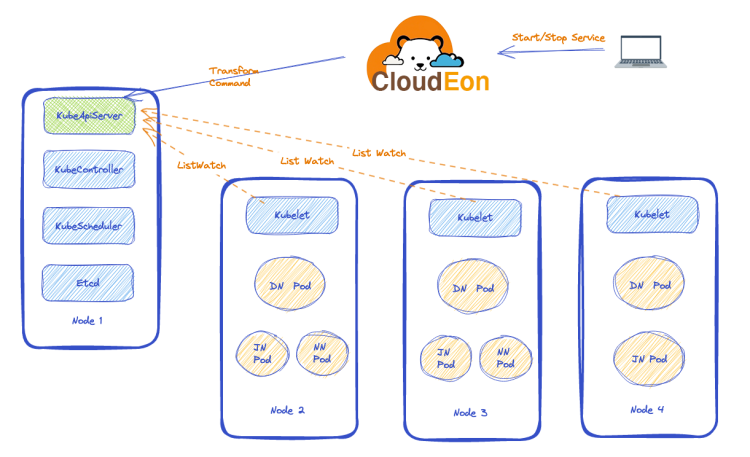 Start/Stop Service
CloudEon
Transform
Command
KubeApiServer
KubeController
KubeScheduler
Etcd
Node 1
ListWatch
List Watch
List Watch
Kubelet
DN Pod
JN
Pod
NN
Pod
Node 2
Kubelet
DN Pod
JN
Pod
NN
Pod
Node 3
Kubelet
DN Pod
JN Pod
Node 4